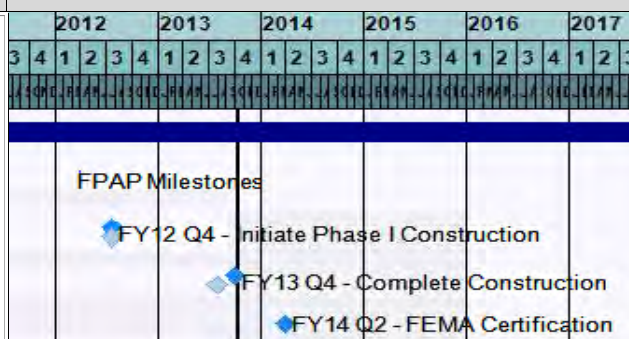 2012 2013 2014 2015 2016 2017
3 4 1 2 3 4 1 2 3 4 1 2 3 4 1 2 3 4 1 2 3 4 1 2
FPAP Milestones
FY12 Q4 - Initiate Phase I Construction
FY13 Q4 - Complete Construction
FY14 Q2 - FEMA Certification